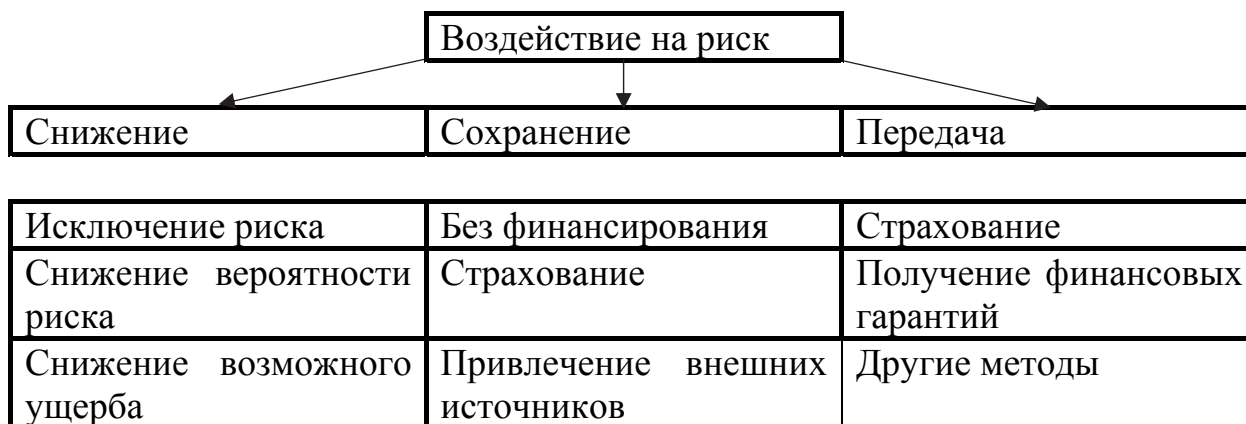 Воздействие на риск
Снижение Сохранение Передача
Исключение риска Без финансирования Страхование
Снижение вероятности риска Страхование Получение финансовых гарантий
Снижение возможного ущерба Привлечение внешних источников Другие методы